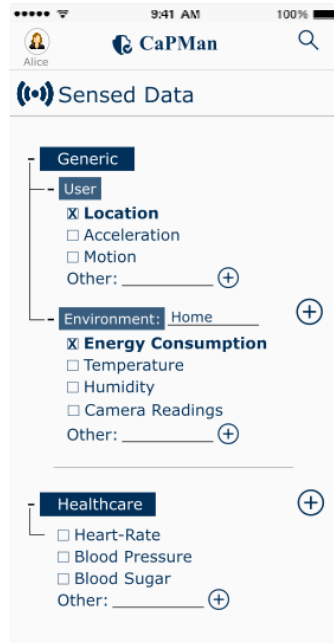 9:41 AM 100%
Alice
CaPMan
Sensed Data
Generic
User
X Location
Acceleration
Motion
Other:
Environment: Home
X Energy Consumption
Temperature
Humidity
Camera Readings
Other:
Healthcare
Heart-Rate
Blood Pressure
Blood Sugar
Other: